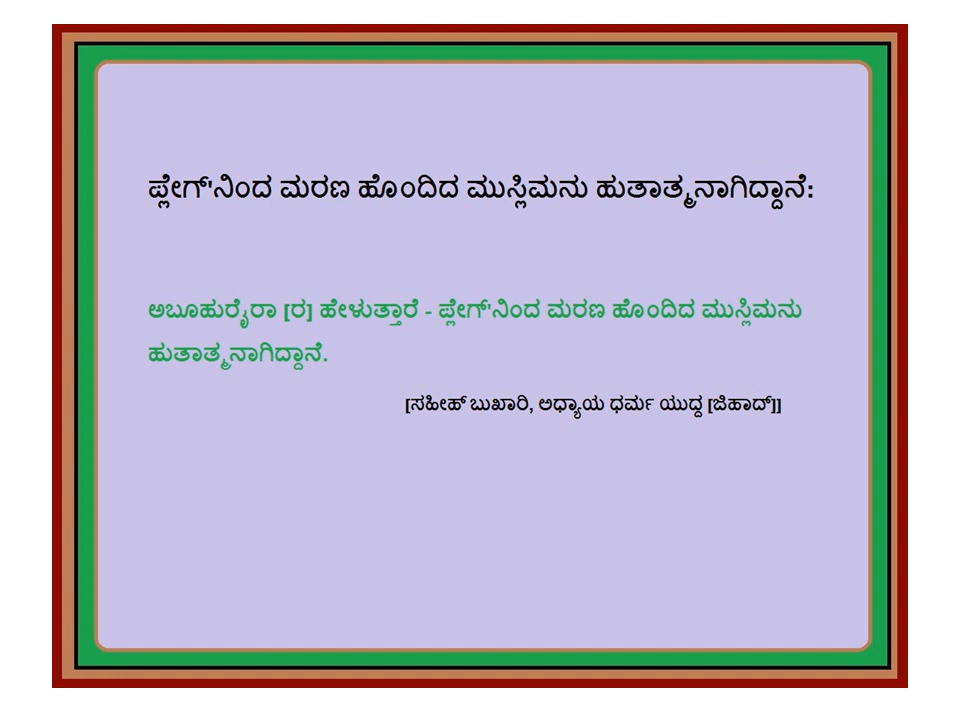 ಪ್ಲೇಗ್'ನಿಂದ ಮರಣ ಹೊಂದಿದ ಮುಸ್ಲಿಮನು ಹುತಾತ್ಮನಾಗಿದ್ದಾನೆ:
ಅಬೂಹುರೈರಾ [ರ] ಹೇಳುತ್ತಾರೆ - ಪ್ಲೇಗ್'ನಿಂದ ಮರಣ ಹೊಂದಿದ ಮುಸ್ಲಿಮನು
ಹುತಾತ್ಮನಾಗಿದ್ದಾನೆ.
[ಸಹೀಹ್ ಬುಖಾರಿ, ಅಧ್ಯಾಯ ಧರ್ಮ ಯುದ್ದ [ಜಿಹಾದ್]]